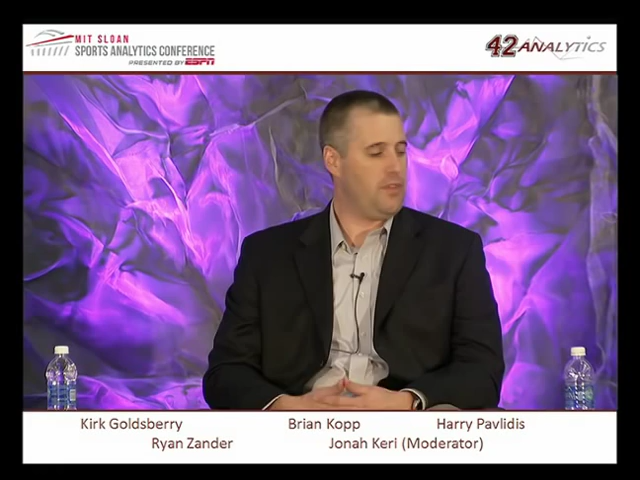 MIT SLOAN
SPORTS ANALYTICS CONFERENCE
PRESENTED BY ESPN
42 ANALYTICS
Kirk Goldsberry Brian Kopp Harry Pavlidis
Ryan Zander Jonah Keri (Moderator)